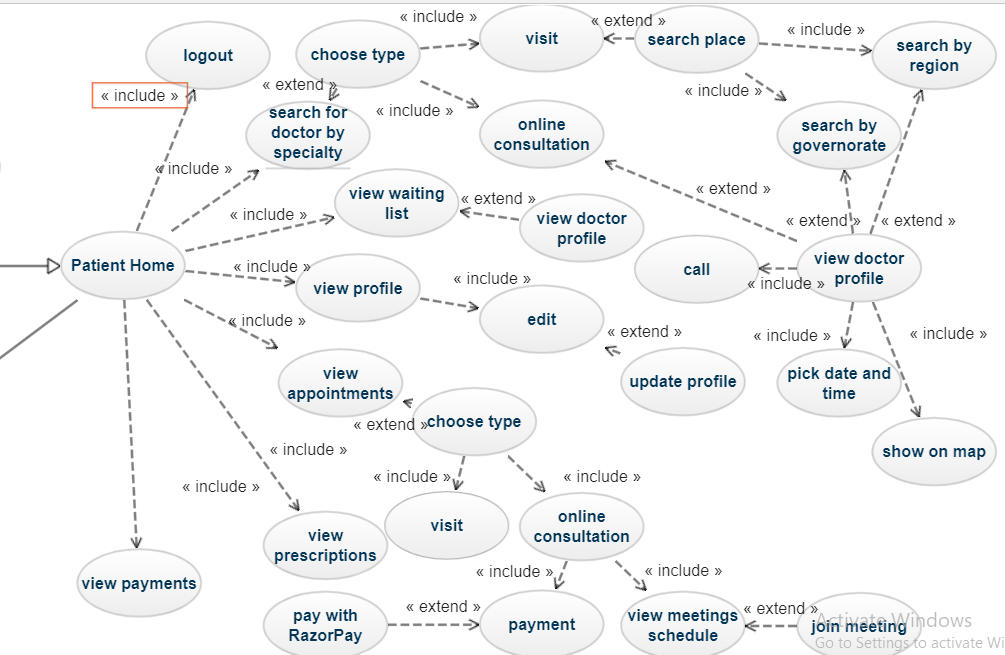 « include »
« extend »
visit
search place
« include »
search by
region
logout
choose type
« extend »
« include »
« include »
« include »
search for
doctor by
specialty
online
consultation
search by
governorate
« include »
view waiting
list
« extend »
« extend »
« include »
view doctor
profile
« extend »
« extend »
Patient Home
« include »
view profile
« include »
call
« include »
view doctor
profile
edit
« include »
« extend »
« include »
« include »
view
appointments
update profile
pick date and
time
« extend »
choose type
show on map
« include »
« include »
« include »
« include »
visit
online
consultation
view
prescriptions
view payments
« include »
« include »
pay with
RazorPay
« extend »
payment
view meetings
schedule
« extend »
join meeting
Activate Windows
Go to Settings to activate Wi